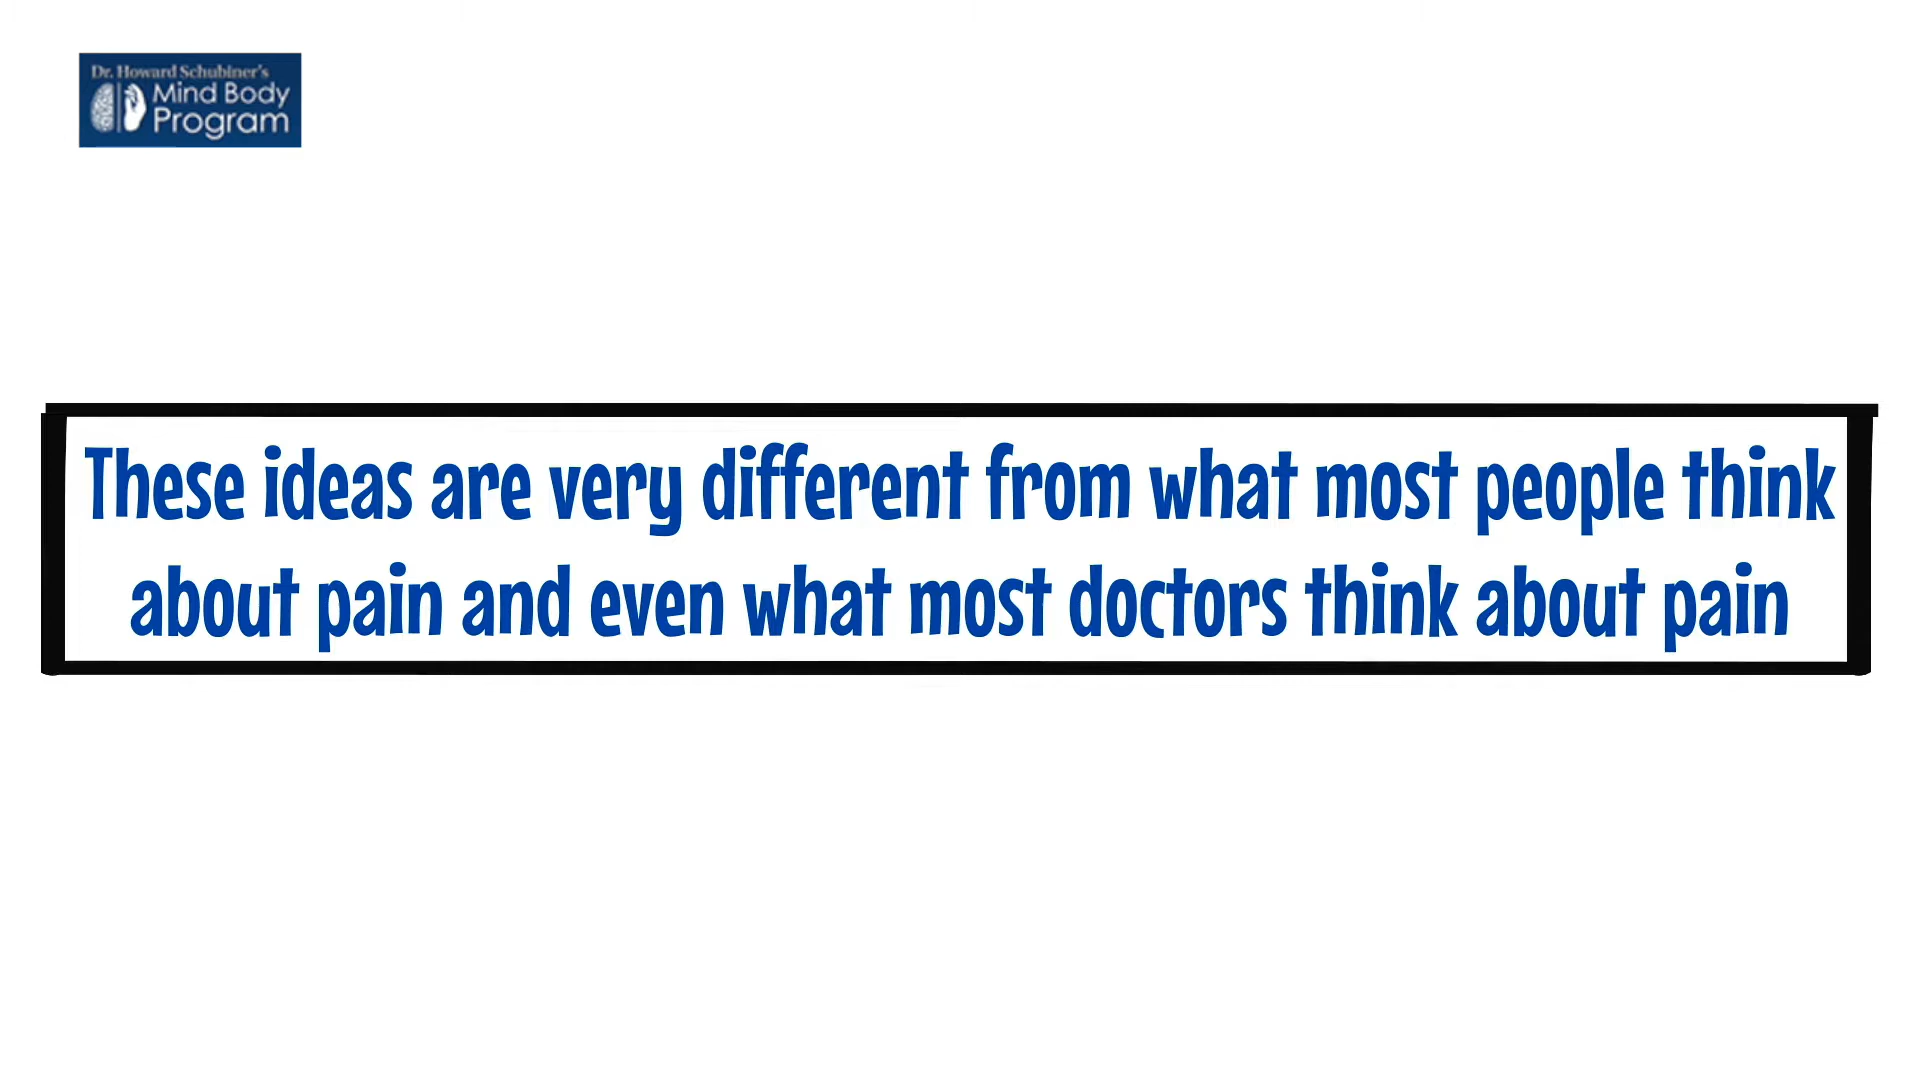 Dr. Howard Schubiner's
Mind Body
Program
These ideas are very different from what most people think
about pain and even what most doctors think about pain